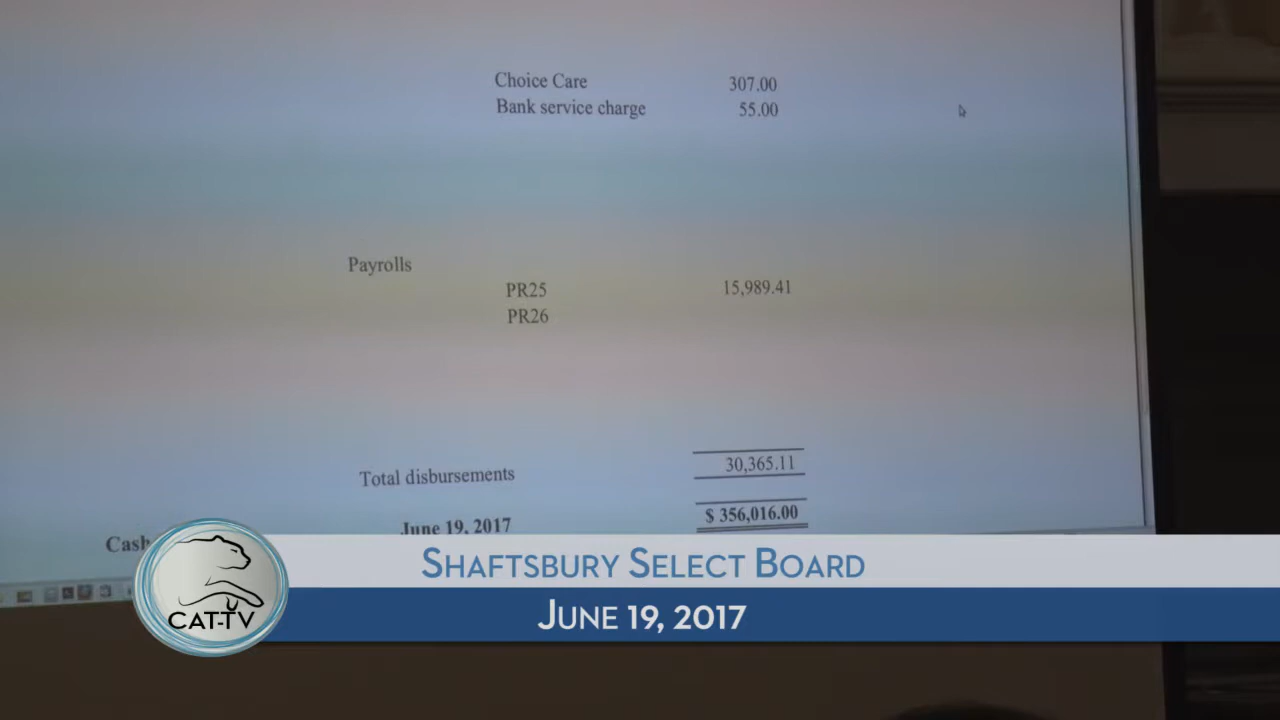 Choice Care 307.00
Bank service charge 55.00
Payrolls
PR25 15,989.41
PR26
Total disbursements 30,365.11
Cash June 19, 2017 $ 356,016.00
SHAFTSBURY SELECT BOARD
JUNE 19, 2017
CAT-TV